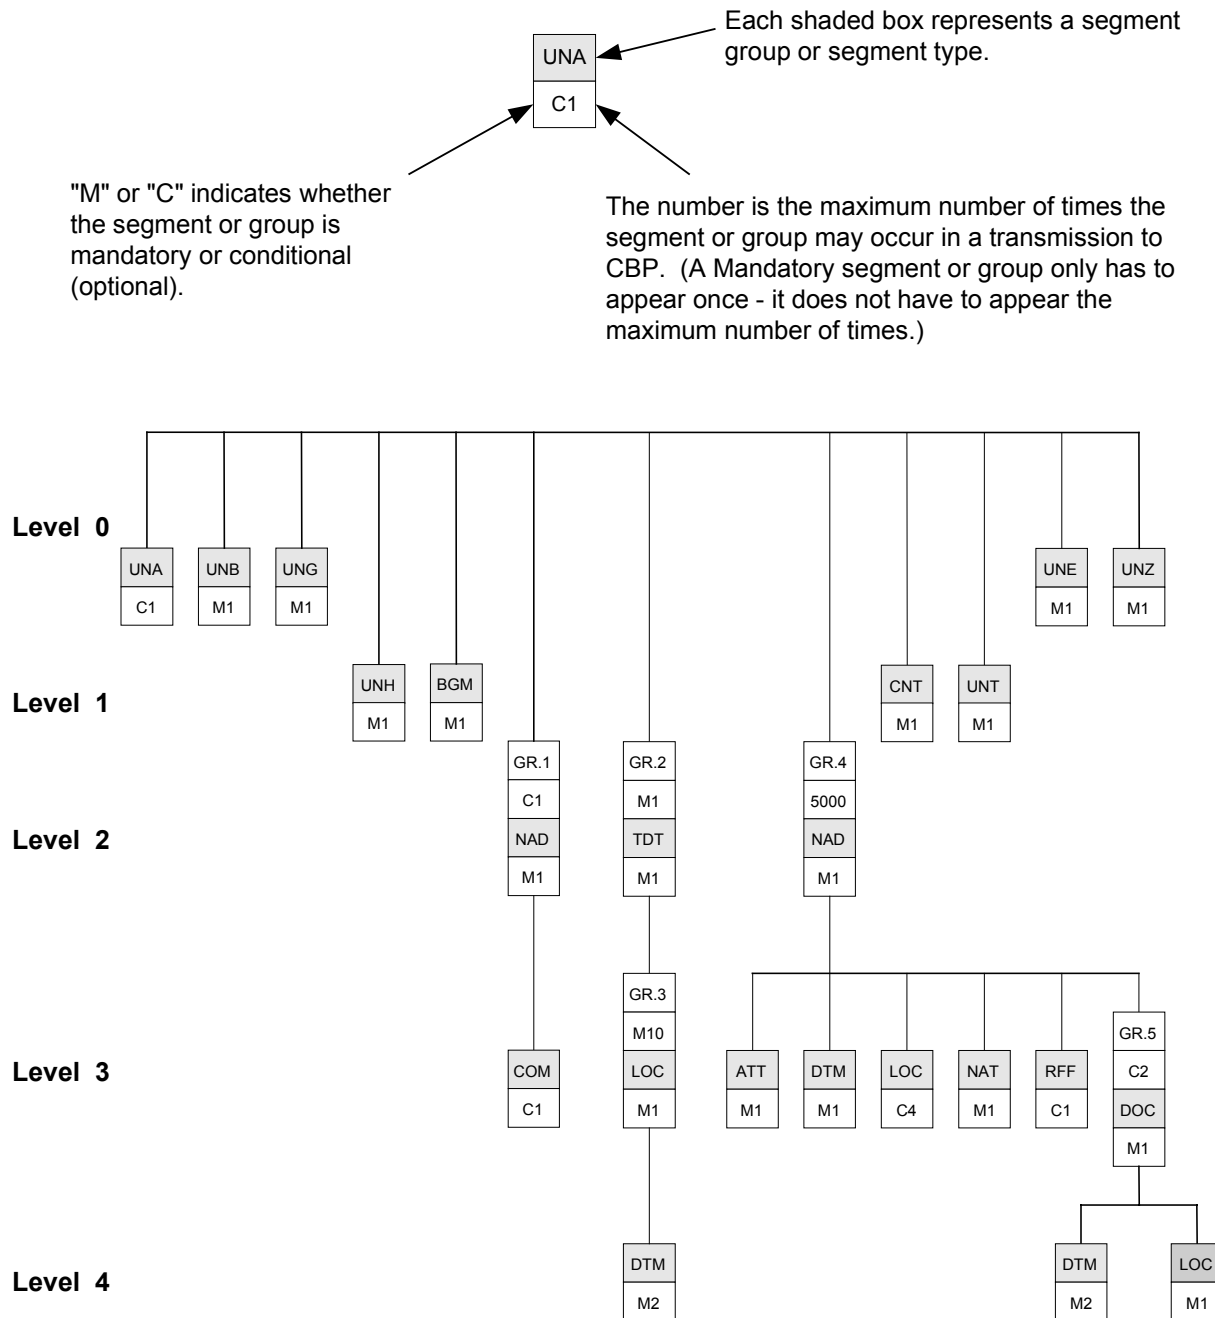 Each shaded box represents a segment
group or segment type.
UNA
C1
"M" or "C" indicates whether
the segment or group is
mandatory or conditional
(optional).
The number is the maximum number of times the
segment or group may occur in a transmission to
CBP.  (A Mandatory segment or group only has to
appear once - it does not have to appear the
maximum number of times.)
Level 0
UNA UNB UNG UNE UNZ
C1 M1 M1 M1 M1
Level 1
UNH BGM CNT UNT
M1 M1 M1 M1
GR.1 GR.2 GR.4
C1 M1 5000
Level 2
NAD TDT NAD
M1 M1 M1
GR.3
M10
GR.5
Level 3
COM LOC ATT DTM LOC NAT RFF C2
C1 M1 M1 M1 C4 M1 C1 DOC
M1
Level 4
DTM DTM LOC
M2 M2 M1